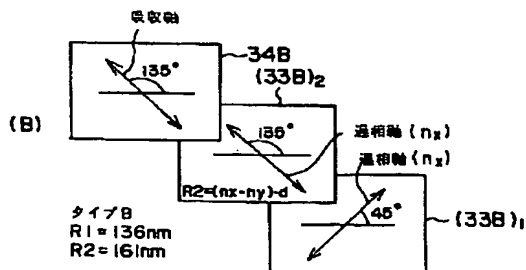 吸収軸
34B
135°
(33B)₂
(B)
135°
遅相軸(nx)
遅相軸(nx)
R2=(nx-ny)-d
45°
(33B)₁
タイプB
R1=136nm
R2=161nm